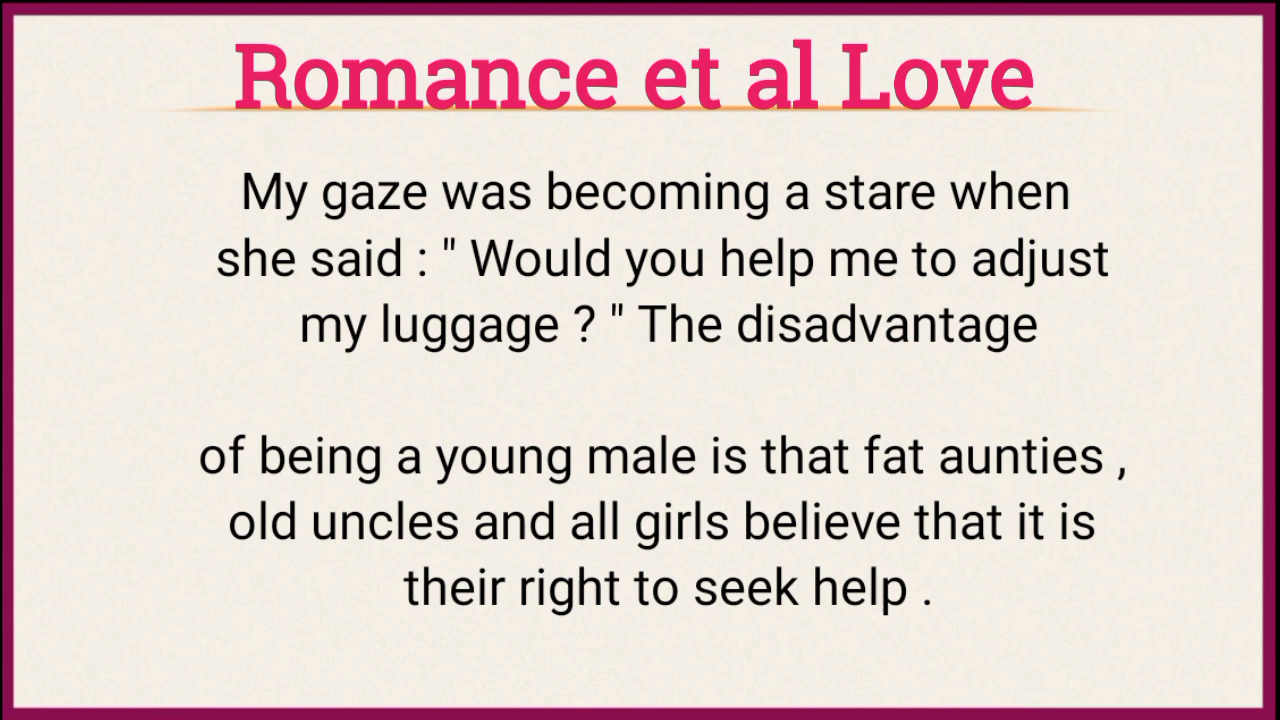 Romance et al Love
My gaze was becoming a stare when
she said : " Would you help me to adjust
my luggage ? " The disadvantage
of being a young male is that fat aunties ,
old uncles and all girls believe that it is
their right to seek help .